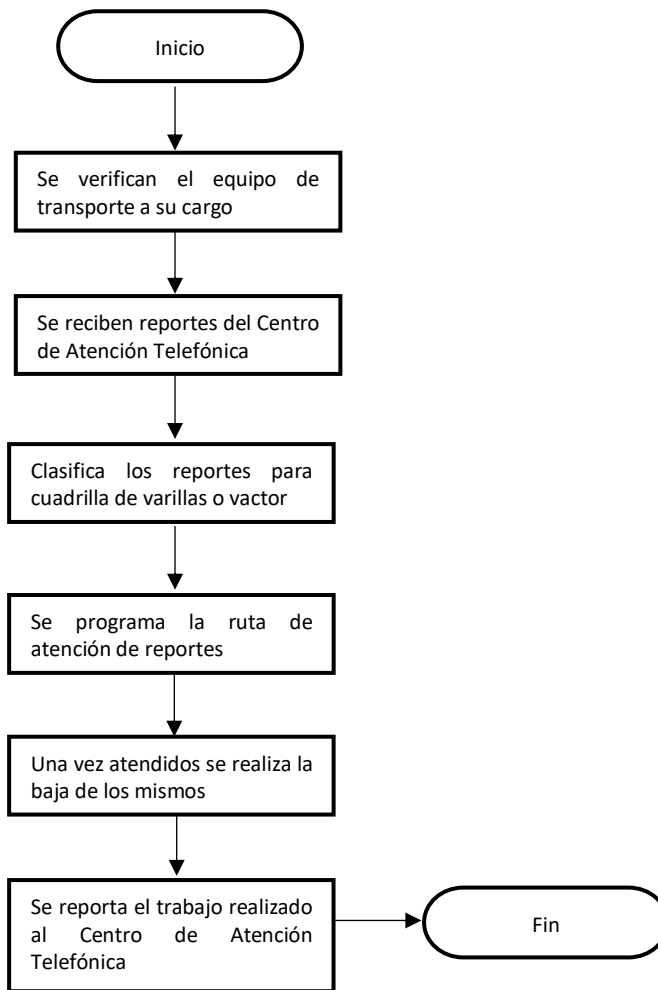 Inicio
Se verifican el equipo de
transporte a su cargo
Se reciben reportes del Centro
de Atención Telefónica
Clasifica los reportes para
cuadrilla de varillas o vactor
Se programa la ruta de
atención de reportes
Una vez atendidos se realiza la
baja de los mismos
Se reporta el trabajo realizado
al Centro de Atención
Telefónica
Fin